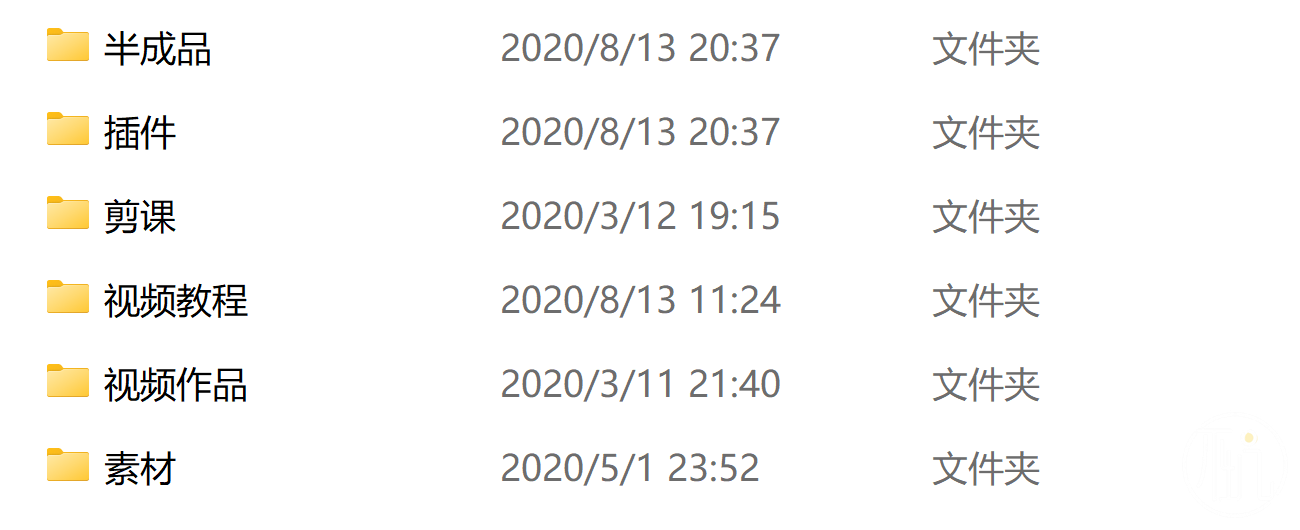 半成品 2020/8/13 20:37 文件夹
插件 2020/8/13 20:37 文件夹
剪课 2020/3/12 19:15 文件夹
视频教程 2020/8/13 11:24 文件夹
视频作品 2020/3/11 21:40 文件夹
素材 2020/5/1 23:52 文件夹